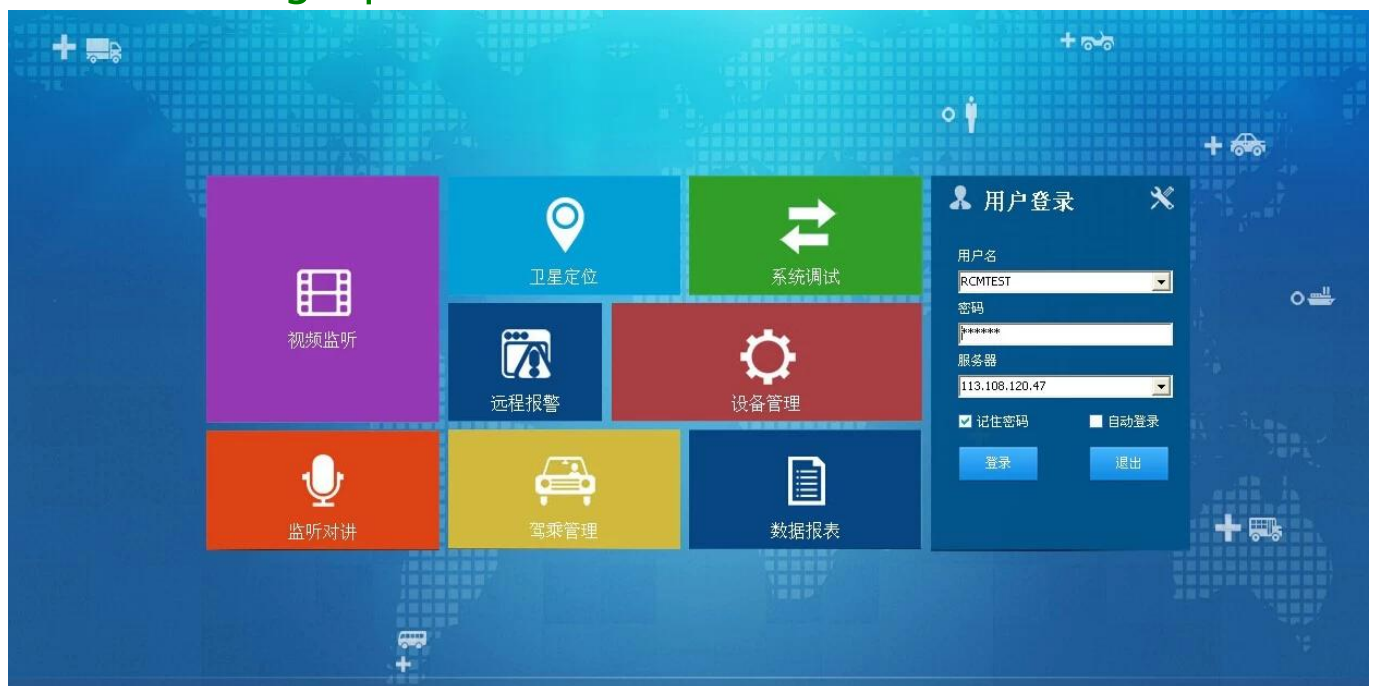 用户登录
卫星定位
系统调试
用户名
RCMTEST
密码
******
视频监听
服务器
113.108.120.47
远程报警
设备管理
记住密码
自动登录
登录
退出
监听对讲
驾乘管理
数据报表